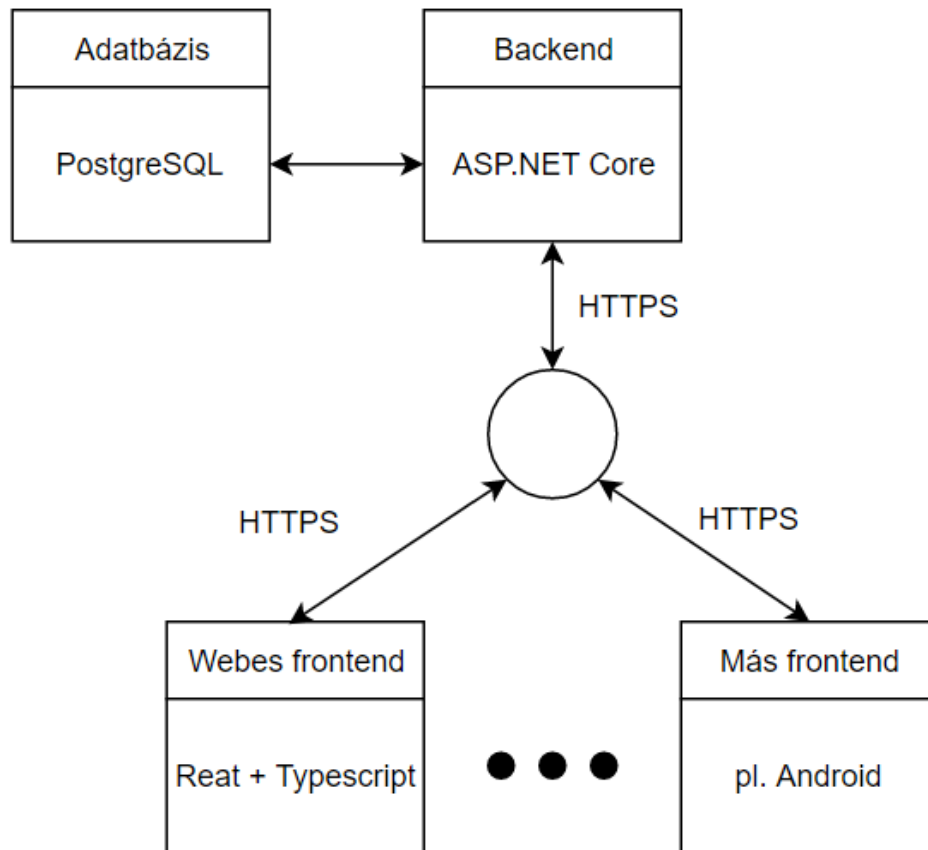 Adatbázis
Backend
PostgreSQL
ASP.NET Core
HTTPS
HTTPS
HTTPS
Webes frontend
Más frontend
Reat + Typescript
pl. Android